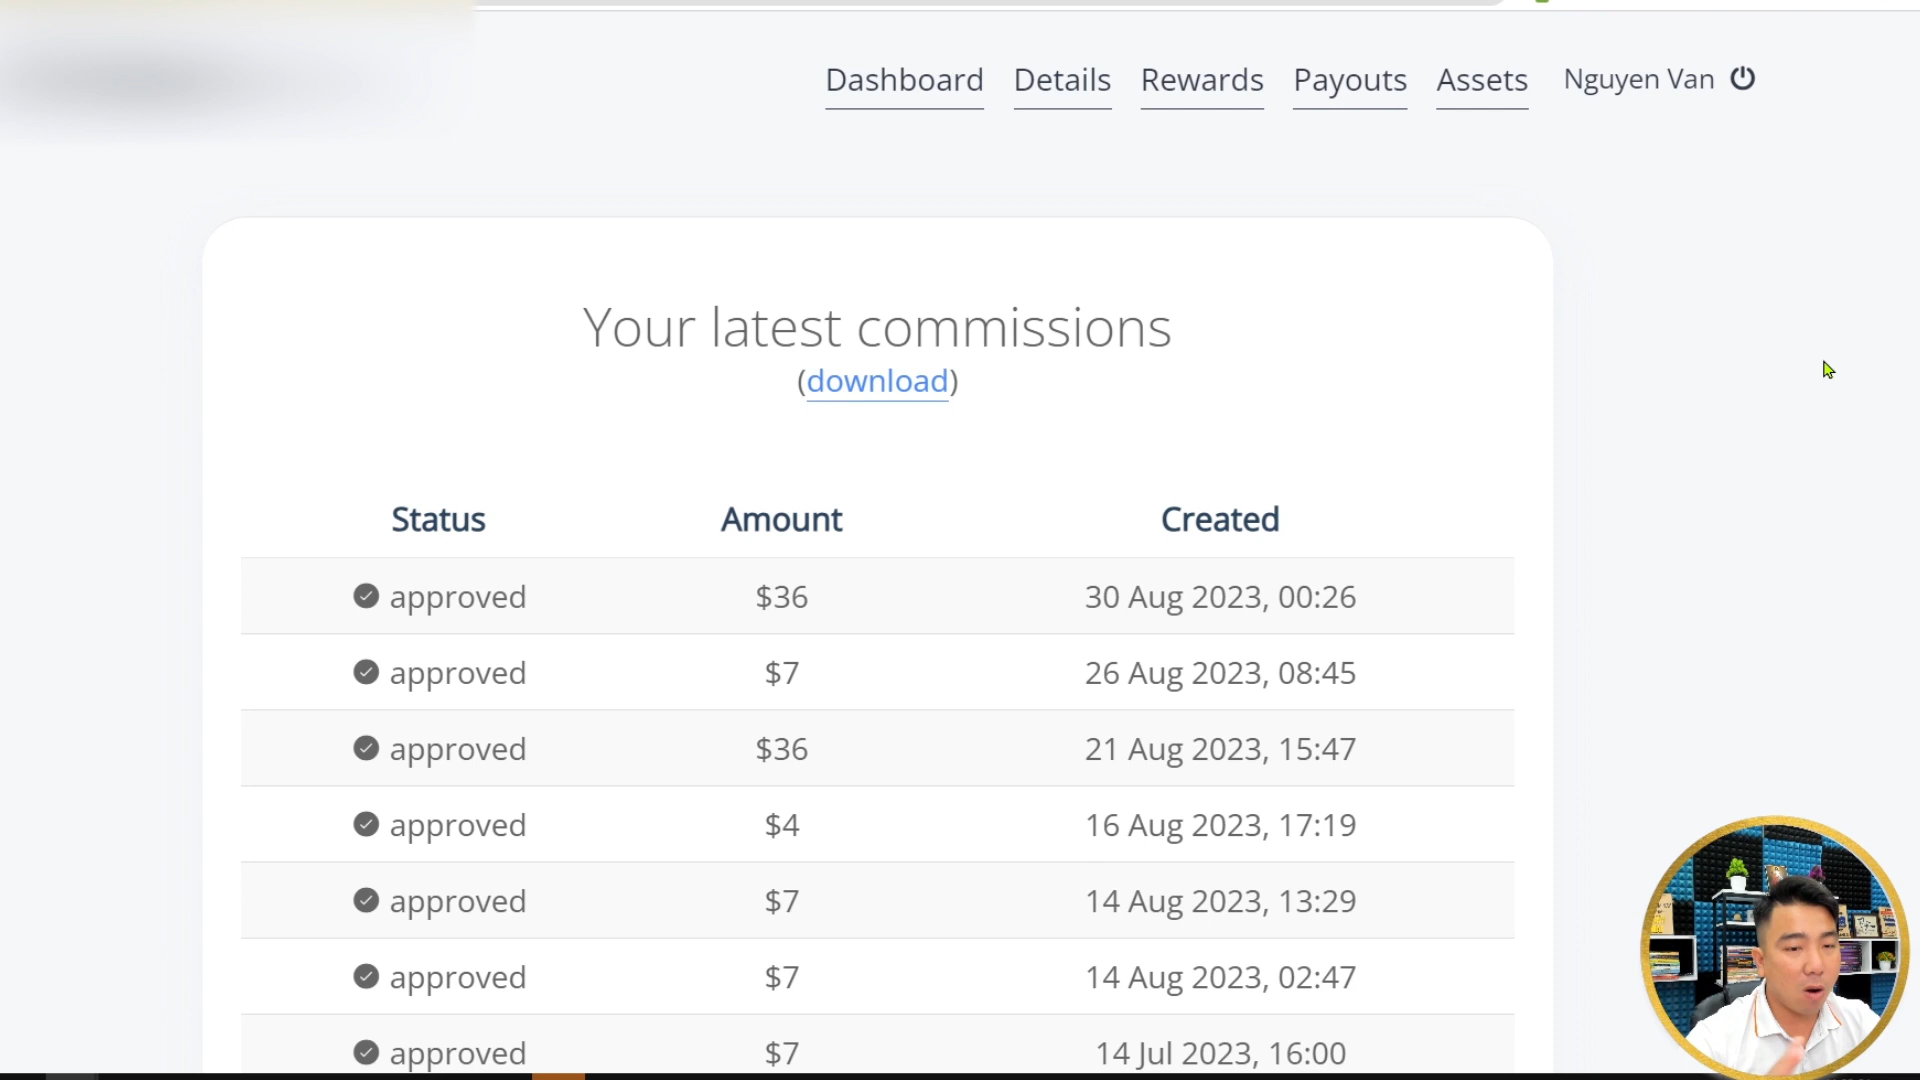 Dashboard Details Rewards Payouts Assets Nguyen Van
Your latest commissions
(download)
Status Amount Created
approved $36 30 Aug 2023, 00:26
approved $7 26 Aug 2023, 08:45
approved $36 21 Aug 2023, 15:47
approved $4 16 Aug 2023, 17:19
approved $7 14 Aug 2023, 13:29
approved $7 14 Aug 2023, 02:47
approved $7 14 Jul 2023, 16:00